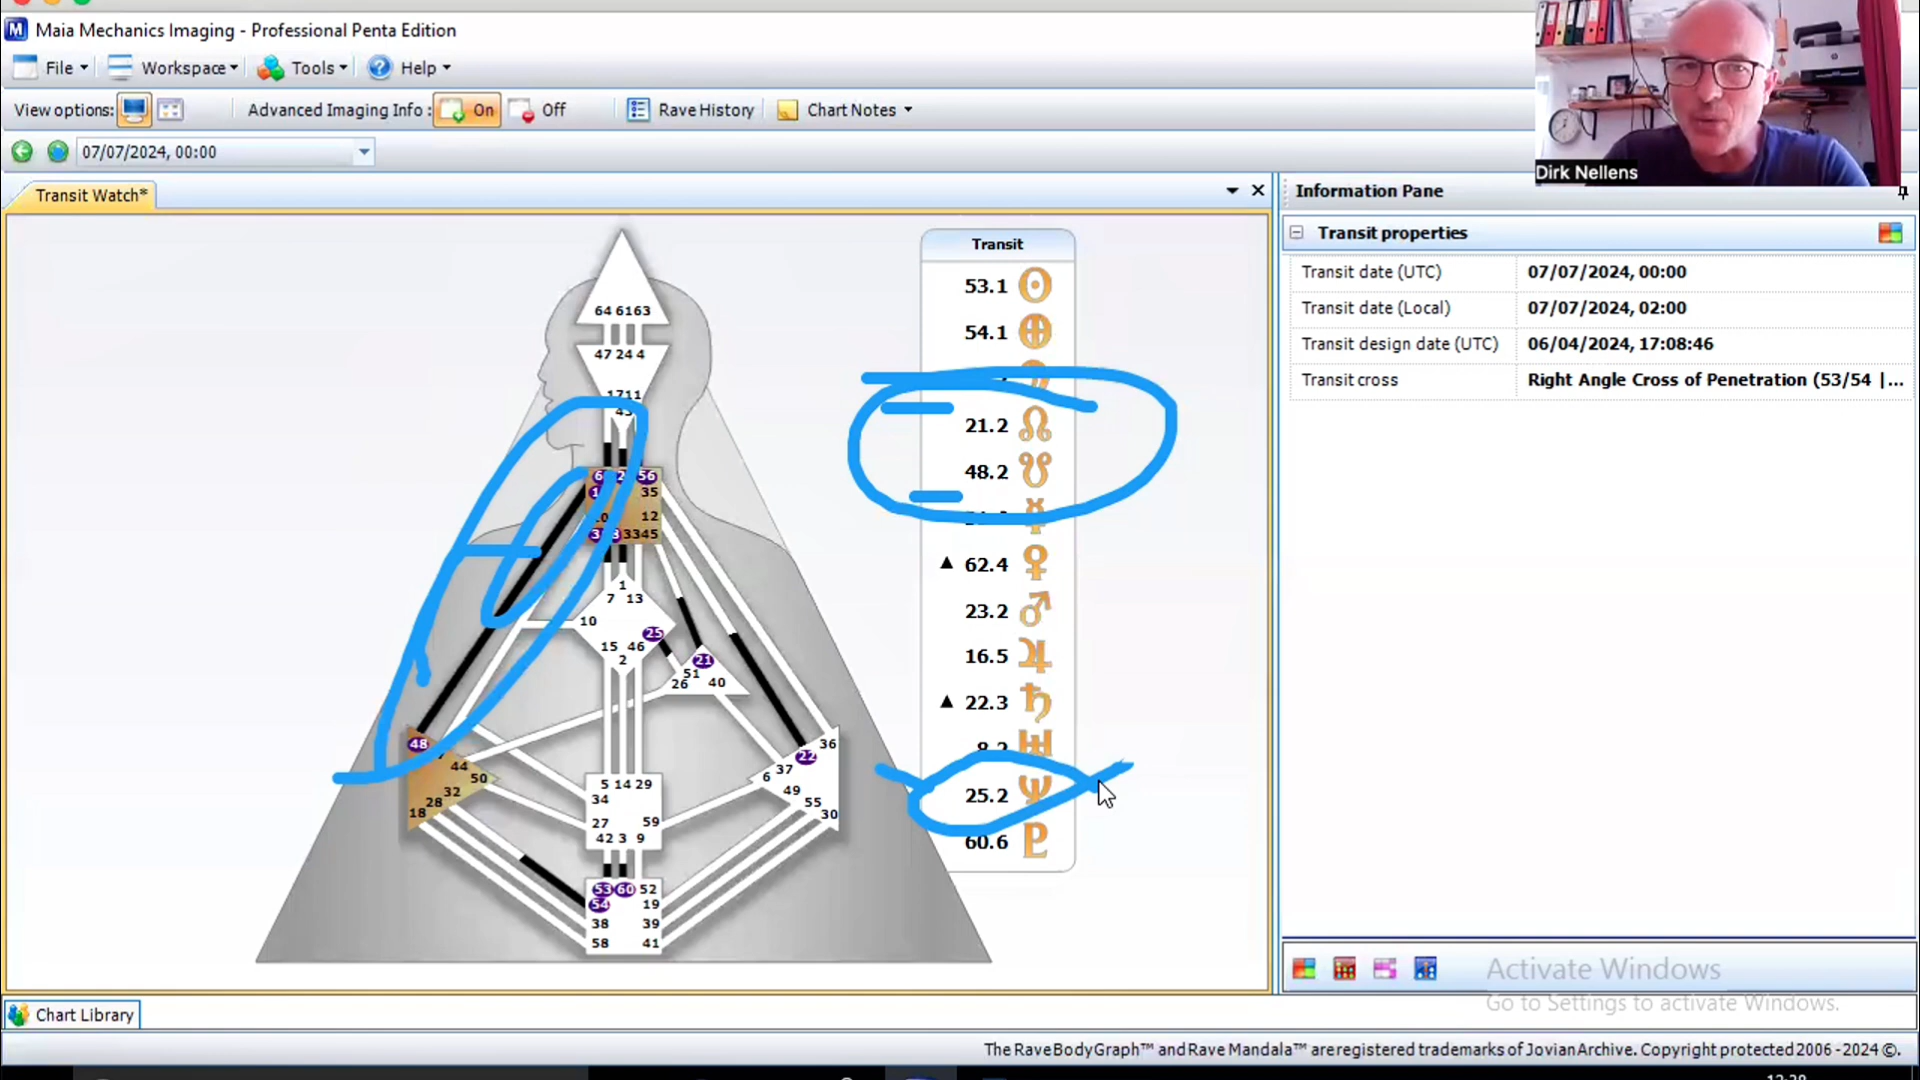 Maia Mechanics Imaging - Professional Penta Edition
File Workspace Tools Help
View options: Advanced Imaging Info : On Off Rave History Chart Notes
07/07/2024, 00:00
Dirk Nellens
Transit Watch*
Information Pane
Transit properties
Transit date (UTC) 07/07/2024, 00:00
Transit date (Local) 07/07/2024, 02:00
Transit design date (UTC) 06/04/2024, 17:08:46
Transit cross Right Angle Cross of Penetration (53/54 |...
Transit
53.1
54.1
21.2
48.2
62.4
23.2
16.5
22.3
8.2
25.2
60.6
64 61 63
47 24 4
17 11
43
56
35
12
33 45
1
7 13
10
25
15 46
2
21
51
26 40
48
44
50
32
28
18
36
22
37
6
49
55
30
5 14 29
34
27 59
42 3 9
53 60 52
54 19
38 39
58 41
Activate Windows
Go to Settings to activate Windows.
Chart Library
The RaveBodyGraph™ and Rave Mandala™ are registered trademarks of Jovian Archive. Copyright protected 2006 - 2024 ©.